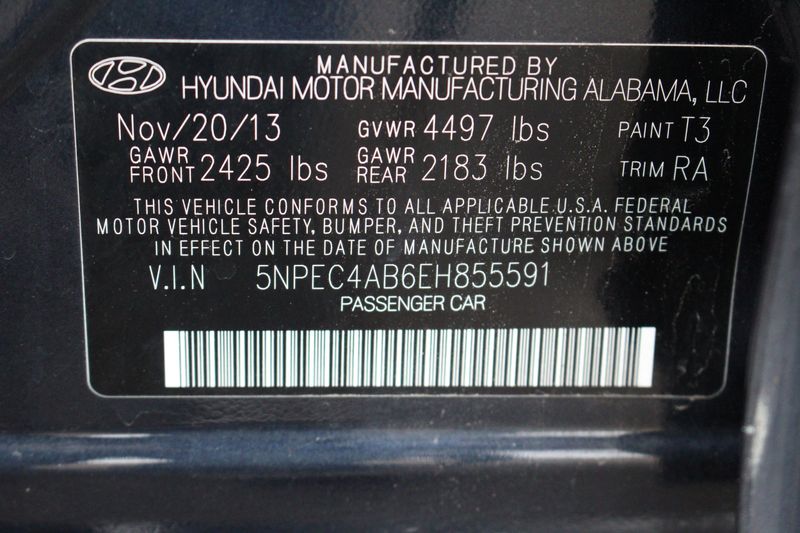 MANUFACTURED BY
HYUNDAI MOTOR MANUFACTURING ALABAMA, LLC
Nov/20/13 GVWR 4497 lbs PAINT T3
GAWR FRONT 2425 lbs GAWR REAR 2183 lbs TRIM RA
THIS VEHICLE CONFORMS TO ALL APPLICABLE U.S.A. FEDERAL
MOTOR VEHICLE SAFETY, BUMPER, AND THEFT PREVENTION STANDARDS
IN EFFECT ON THE DATE OF MANUFACTURE SHOWN ABOVE
V.I.N 5NPEC4AB6EH855591
PASSENGER CAR